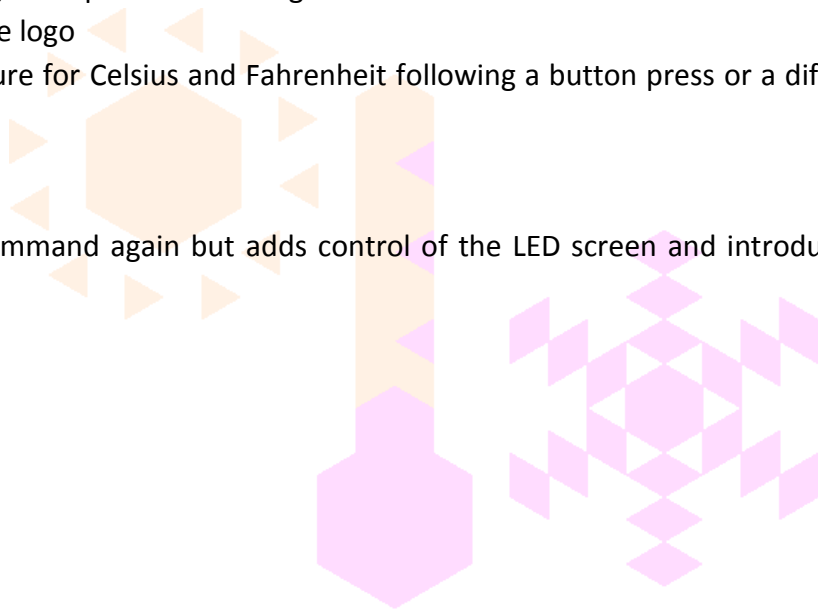 e logo
ure for Celsius and Fahrenheit following a button press or a dif
ommand again but adds control of the LED screen and introdu